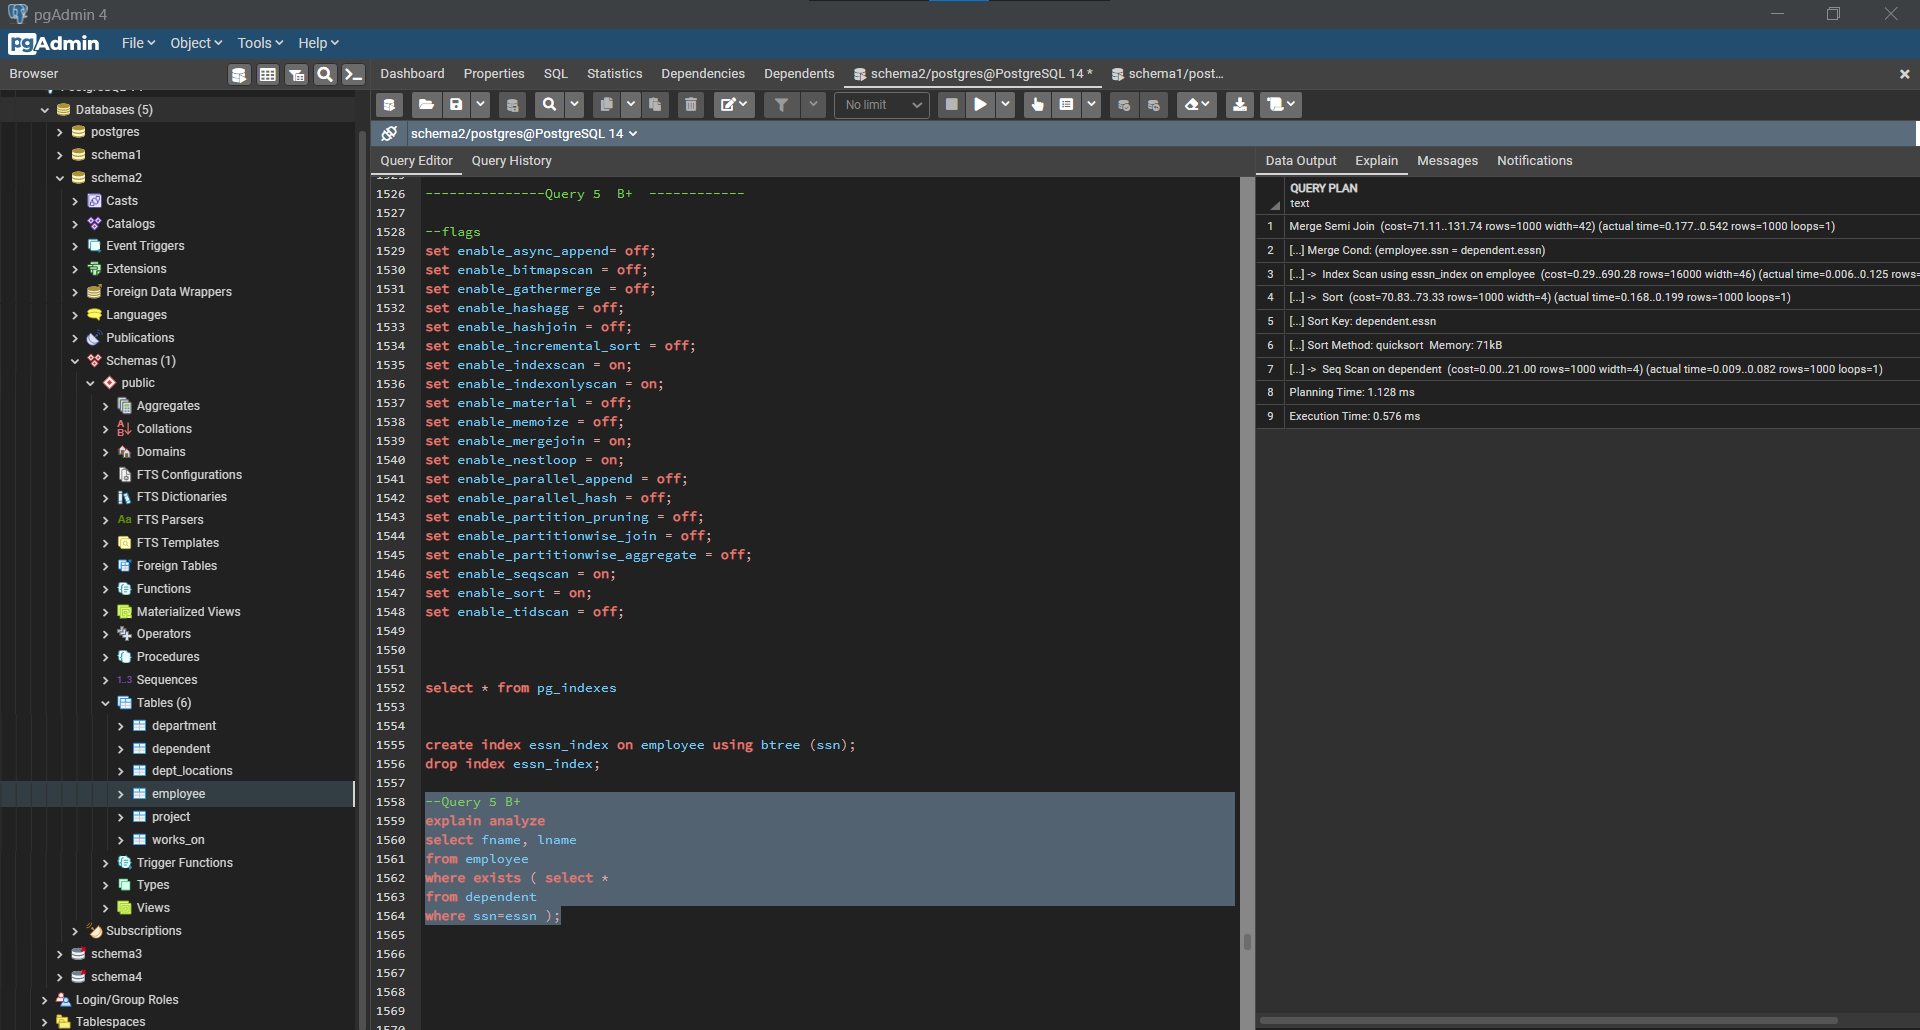 pgAdmin 4
pgAdmin File Object Tools Help
Browser
Dashboard Properties SQL Statistics Dependencies Dependents schema2/postgres@PostgreSQL 14 * schema1/post...
No limit
schema2/postgres@PostgreSQL 14
Query Editor Query History
Data Output Explain Messages Notifications
Databases (5)
postgres
schema1
schema2
Casts
Catalogs
Event Triggers
Extensions
Foreign Data Wrappers
Languages
Publications
Schemas (1)
public
Aggregates
Collations
Domains
FTS Configurations
FTS Dictionaries
Aa FTS Parsers
FTS Templates
Foreign Tables
Functions
Materialized Views
Operators
Procedures
1..3 Sequences
Tables (6)
department
dependent
dept_locations
employee
project
works_on
Trigger Functions
Types
Views
Subscriptions
schema3
schema4
Login/Group Roles
Tablespaces
1526 ---------------Query 5 B+ ------------
1527
1528 --flags
1529 set enable_async_append= off;
1530 set enable_bitmapscan = off;
1531 set enable_gathermerge = off;
1532 set enable_hashagg = off;
1533 set enable_hashjoin = off;
1534 set enable_incremental_sort = off;
1535 set enable_indexscan = on;
1536 set enable_indexonlyscan = on;
1537 set enable_material = off;
1538 set enable_memoize = off;
1539 set enable_mergejoin = on;
1540 set enable_nestloop = on;
1541 set enable_parallel_append = off;
1542 set enable_parallel_hash = off;
1543 set enable_partition_pruning = off;
1544 set enable_partitionwise_join = off;
1545 set enable_partitionwise_aggregate = off;
1546 set enable_seqscan = on;
1547 set enable_sort = on;
1548 set enable_tidscan = off;
1549
1550
1551
1552 select * from pg_indexes
1553
1554
1555 create index essn_index on employee using btree (ssn);
1556 drop index essn_index;
1557
1558 --Query 5 B+
1559 explain analyze
1560 select fname, lname
1561 from employee
1562 where exists ( select *
1563 from dependent
1564 where ssn=essn );
1565
1566
1567
1568
1569
QUERY PLAN
text
1 Merge Semi Join (cost=71.11..131.74 rows=1000 width=42) (actual time=0.177..0.542 rows=1000 loops=1)
2 [...] Merge Cond: (employee.ssn = dependent.essn)
3 [...] -> Index Scan using essn_index on employee (cost=0.29..690.28 rows=16000 width=46) (actual time=0.006..0.125 rows=
4 [...] -> Sort (cost=70.83..73.33 rows=1000 width=4) (actual time=0.168..0.199 rows=1000 loops=1)
5 [...] Sort Key: dependent.essn
6 [...] Sort Method: quicksort Memory: 71kB
7 [...] -> Seq Scan on dependent (cost=0.00..21.00 rows=1000 width=4) (actual time=0.009..0.082 rows=1000 loops=1)
8 Planning Time: 1.128 ms
9 Execution Time: 0.576 ms